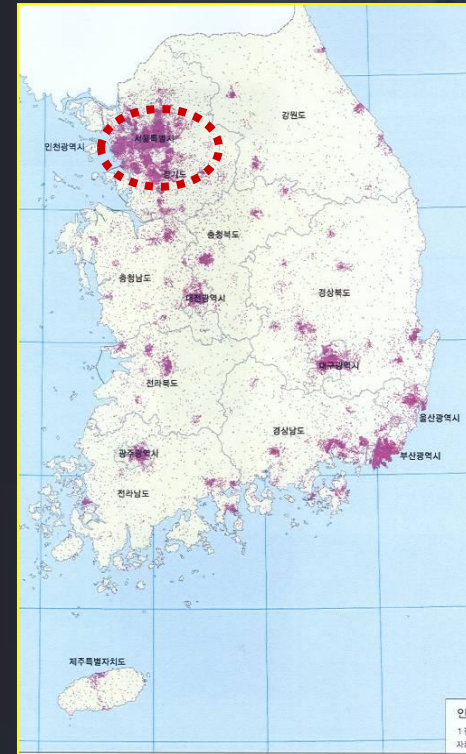 강원도
서울특별시
인천광역시
경기도
충청북도
충청남도
대전광역시
경상북도
대구광역시
전라북도
울산광역시
경상남도
광주광역시
부산광역시
전라남도
제주특별자치도
인